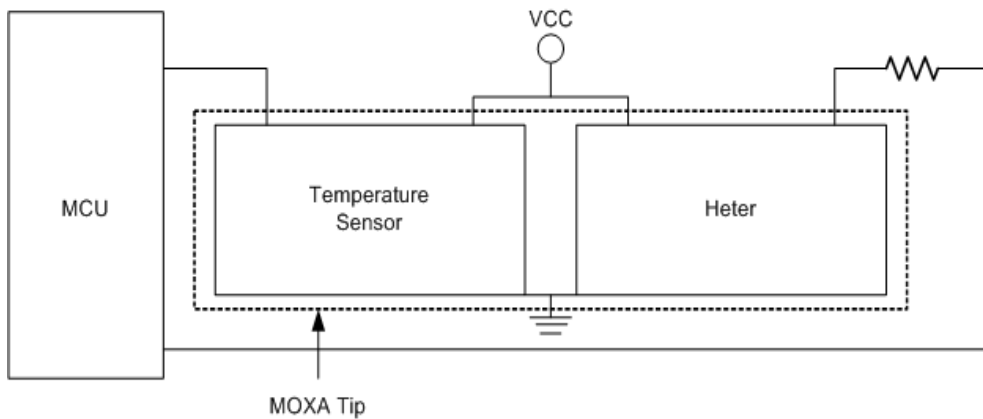 VCC
MCU
Temperature
Sensor
Heter
MOXA Tip